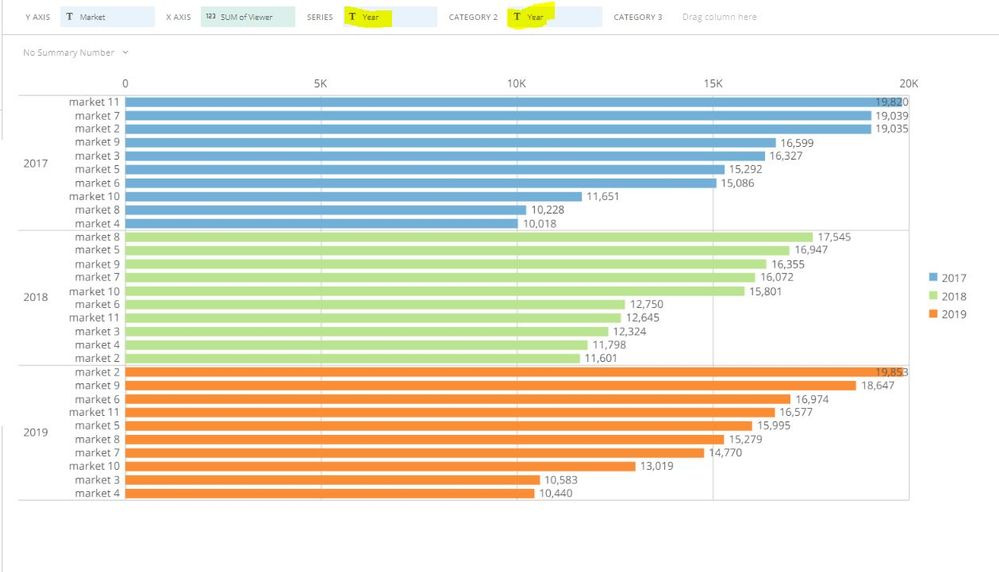 Y AXIS T Market X AXIS 123 SUM of Viewer SERIES T Year CATEGORY 2 T Year CATEGORY 3 Drag column here
No Summary Number
0 5K 10K 15K 20K
market 11 19,820
market 7 19,039
market 2 19,035
market 9 16,599
market 3 16,327
2017
market 5 15,292
market 6 15,086
market 10 11,651
market 8 10,228
market 4 10,018
market 8 17,545
market 5 16,947
market 9 16,355
market 7 16,072
market 10 15,801
2018
market 6 12,750
market 11 12,645
market 3 12,324
market 4 11,798
market 2 11,601
market 2 19,853
market 9 18,647
market 6 16,974
market 11 16,577
market 5 15,995
2019
market 8 15,279
market 7 14,770
market 10 13,019
market 3 10,583
market 4 10,440
2017
2018
2019